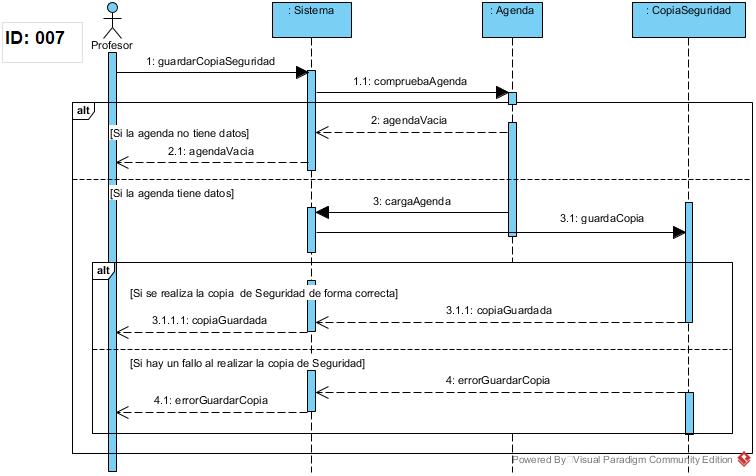 ID: 007
Profesor
: Sistema
: Agenda
: CopiaSeguridad
1: guardarCopiaSeguridad
1.1: compruebaAgenda
alt
[Si la agenda no tiene datos]
2: agendaVacia
2.1: agendaVacia
[Si la agenda tiene datos]
3: cargaAgenda
3.1: guardaCopia
alt
[Si se realiza la copia de Seguridad de forma correcta]
3.1.1: copiaGuardada
3.1.1.1: copiaGuardada
[Si hay un fallo al realizar la copia de Seguridad]
4: errorGuardarCopia
4.1: errorGuardarCopia
Powered By Visual Paradigm Community Edition